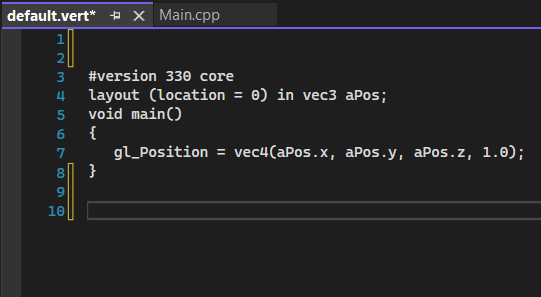 default.vert* Main.cpp
1
2
3 #version 330 core
4 layout (location = 0) in vec3 aPos;
5 void main()
6 {
7 gl_Position = vec4(aPos.x, aPos.y, aPos.z, 1.0);
8 }
9
10